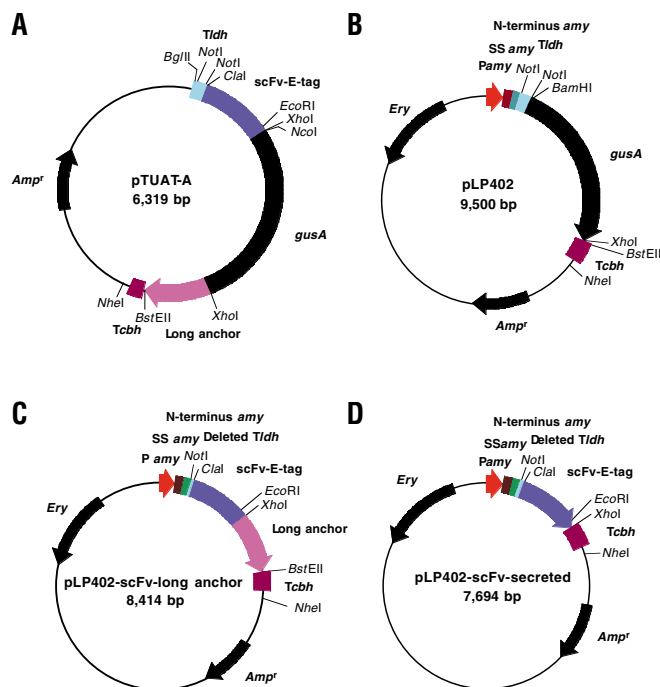 A
Tldh
NotI
BglII
NotI
ClaI
scFv-E-tag
EcoRI
XhoI
NcoI
Ampr
pTUAT-A
6,319 bp
gusA
NheI
BstEII
XhoI
Tcbh
Long anchor
B
N-terminus amy
SS amy Tldh
Pamy
NotI
NotI
BamHI
Ery
gusA
pLP402
9,500 bp
XhoI
BstEII
Tcbh
NheI
Ampr
C
N-terminus amy
SS amy Deleted Tldh
P amy
NotI
ClaI
scFv-E-tag
Ery
EcoRI
XhoI
Long anchor
BstEII
pLP402-scFv-long anchor
Tcbh
8,414 bp
NheI
Ampr
D
N-terminus amy
SSamy Deleted Tldh
Pamy
NotI
ClaI
scFv-E-tag
Ery
EcoRI
XhoI
Tcbh
NheI
pLP402-scFv-secreted
7,694 bp
Ampr